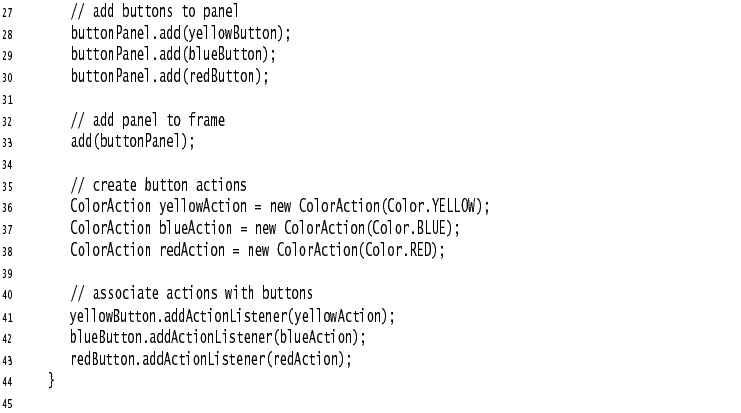 27 // add buttons to panel
28 buttonPanel.add(yellowButton);
29 buttonPanel.add(blueButton);
30 buttonPanel.add(redButton);
31
32 // add panel to frame
33 add(buttonPanel);
34
35 // create button actions
36 ColorAction yellowAction = new ColorAction(Color.YELLOW);
37 ColorAction blueAction = new ColorAction(Color.BLUE);
38 ColorAction redAction = new ColorAction(Color.RED);
39
40 // associate actions with buttons
41 yellowButton.addActionListener(yellowAction);
42 blueButton.addActionListener(blueAction);
43 redButton.addActionListener(redAction);
44 }
45